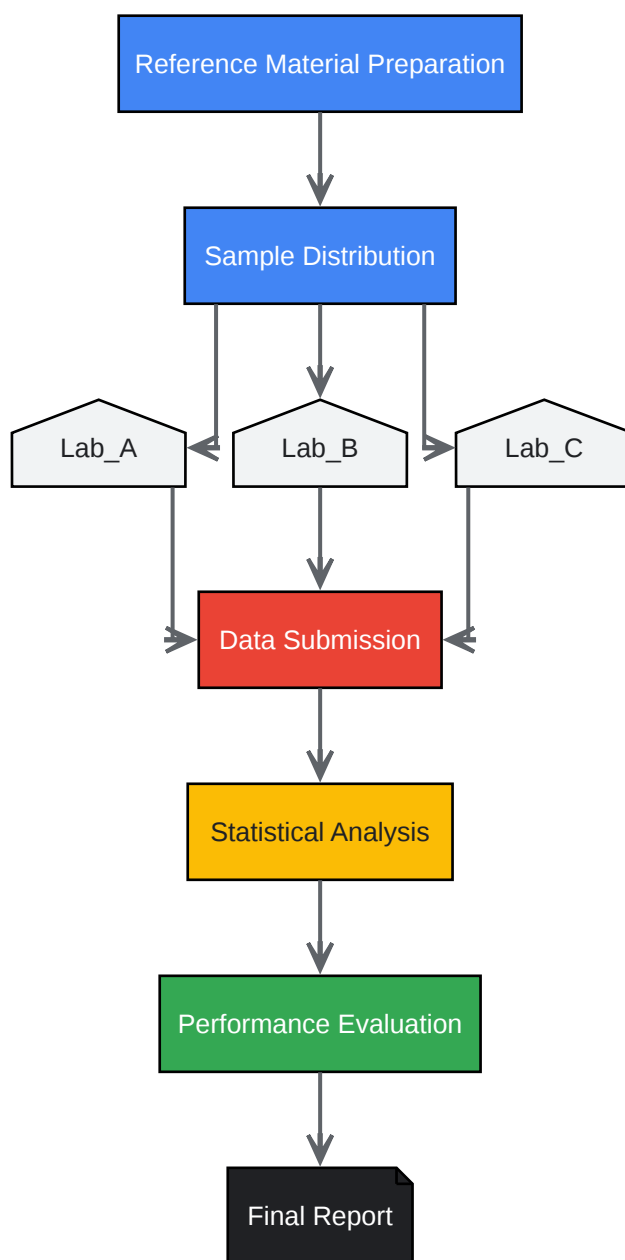 Reference Material Preparation
Sample Distribution
Lab_A
Lab_B
Lab_C
Data Submission
Statistical Analysis
Performance Evaluation
Final Report